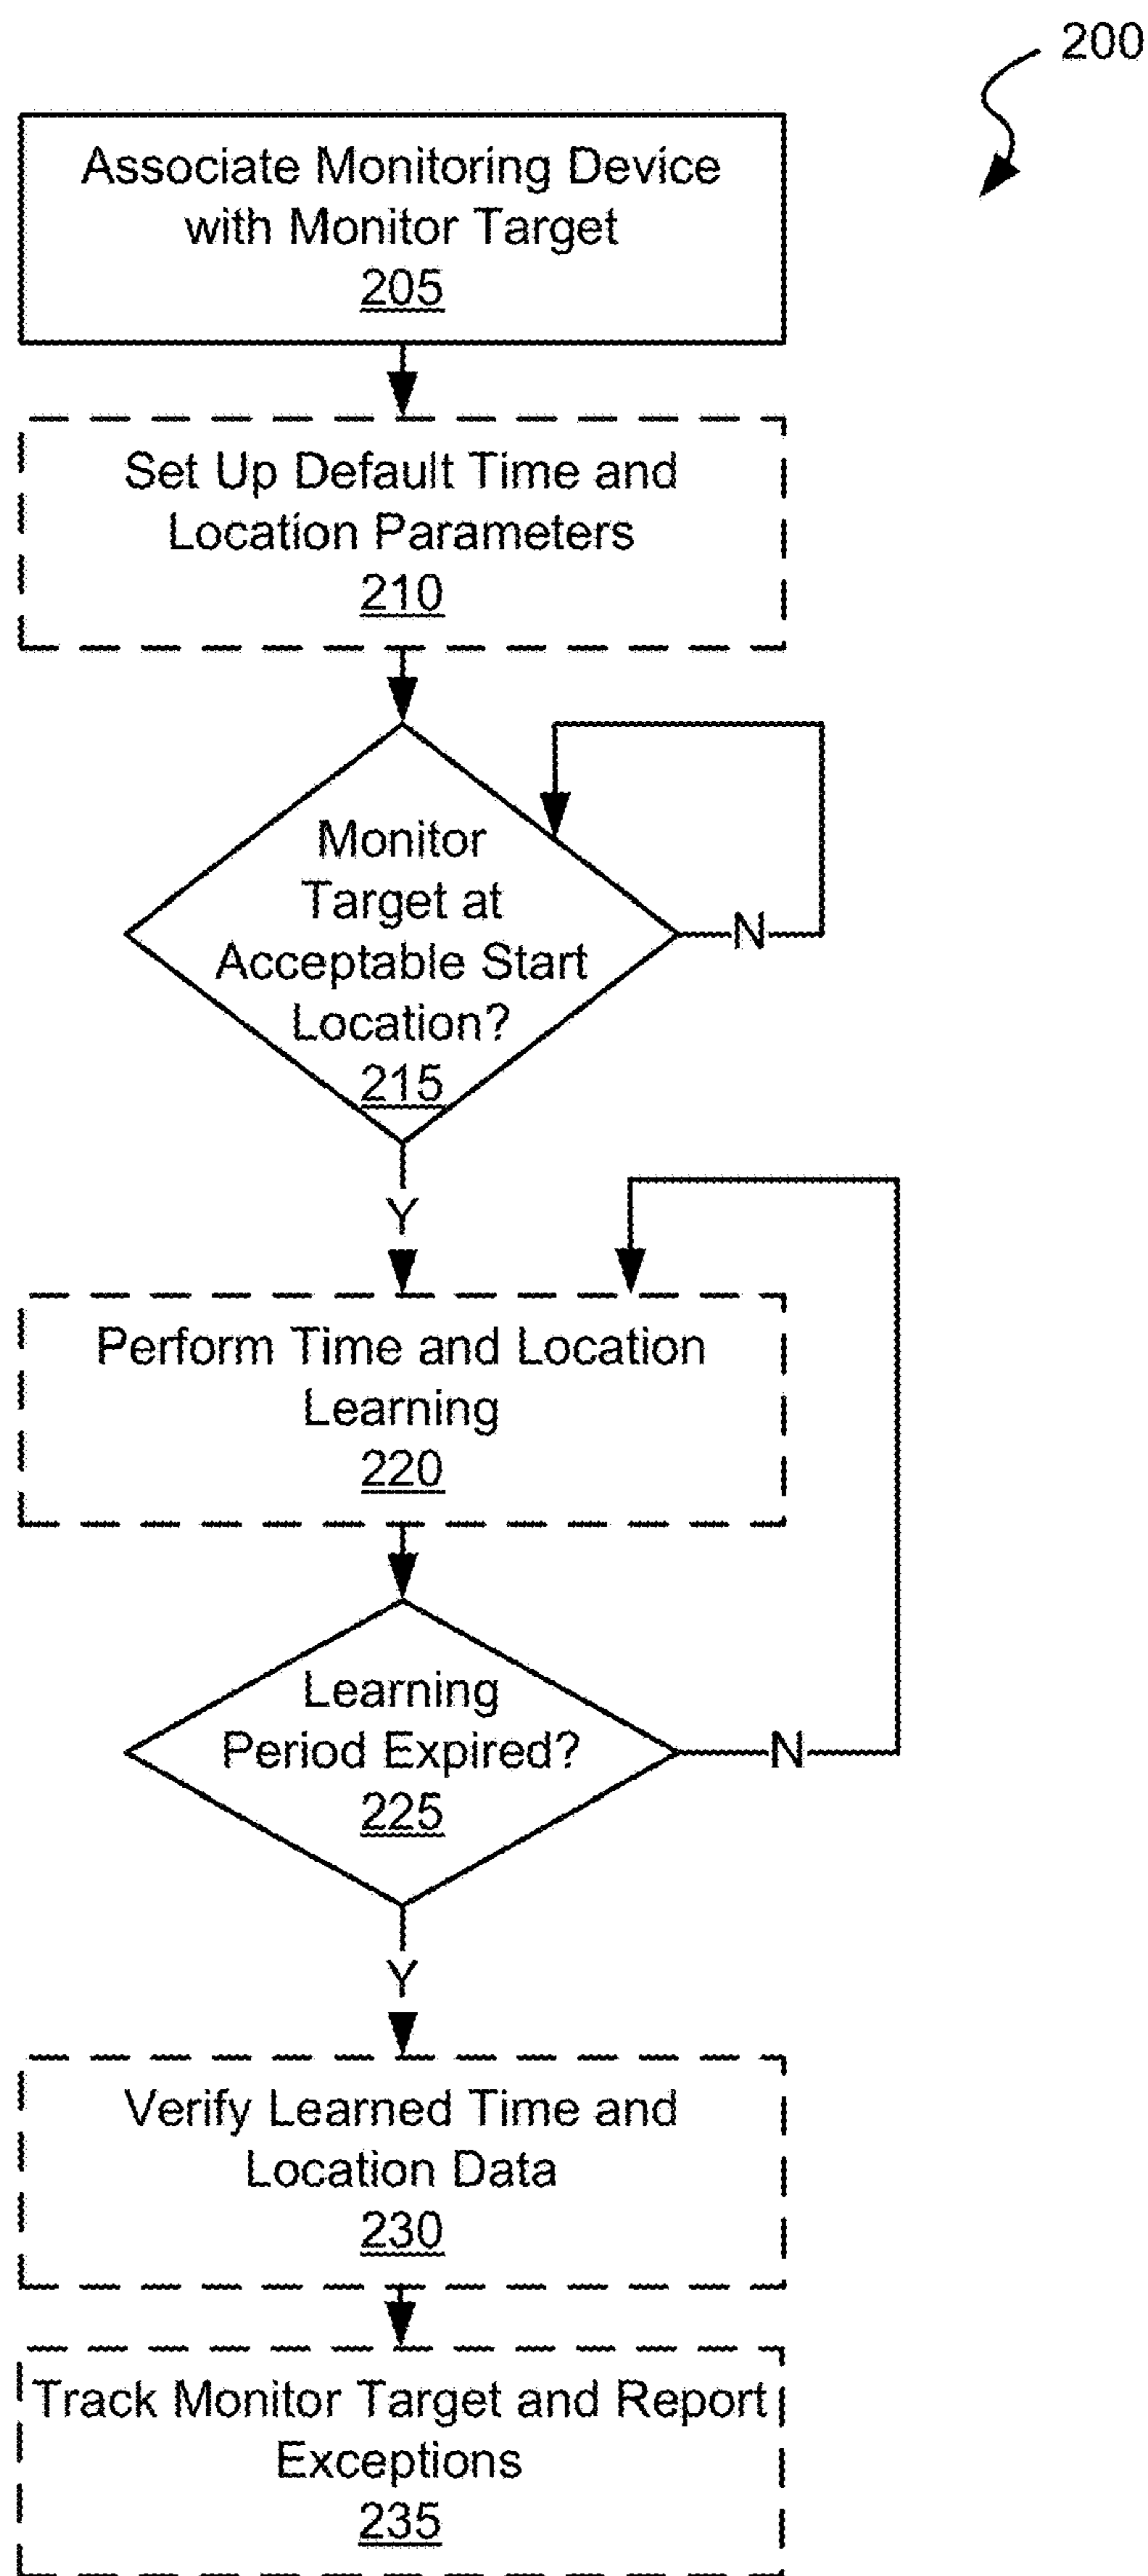 200
Associate Monitoring Device
with Monitor Target
205
Set Up Default Time and
Location Parameters
210
Monitor
Target at
Acceptable Start
Location?
215
N
Y
Perform Time and Location
Learning
220
Learning
Period Expired?
225
N
Y
Verify Learned Time and
Location Data
230
Track Monitor Target and Report
Exceptions
235